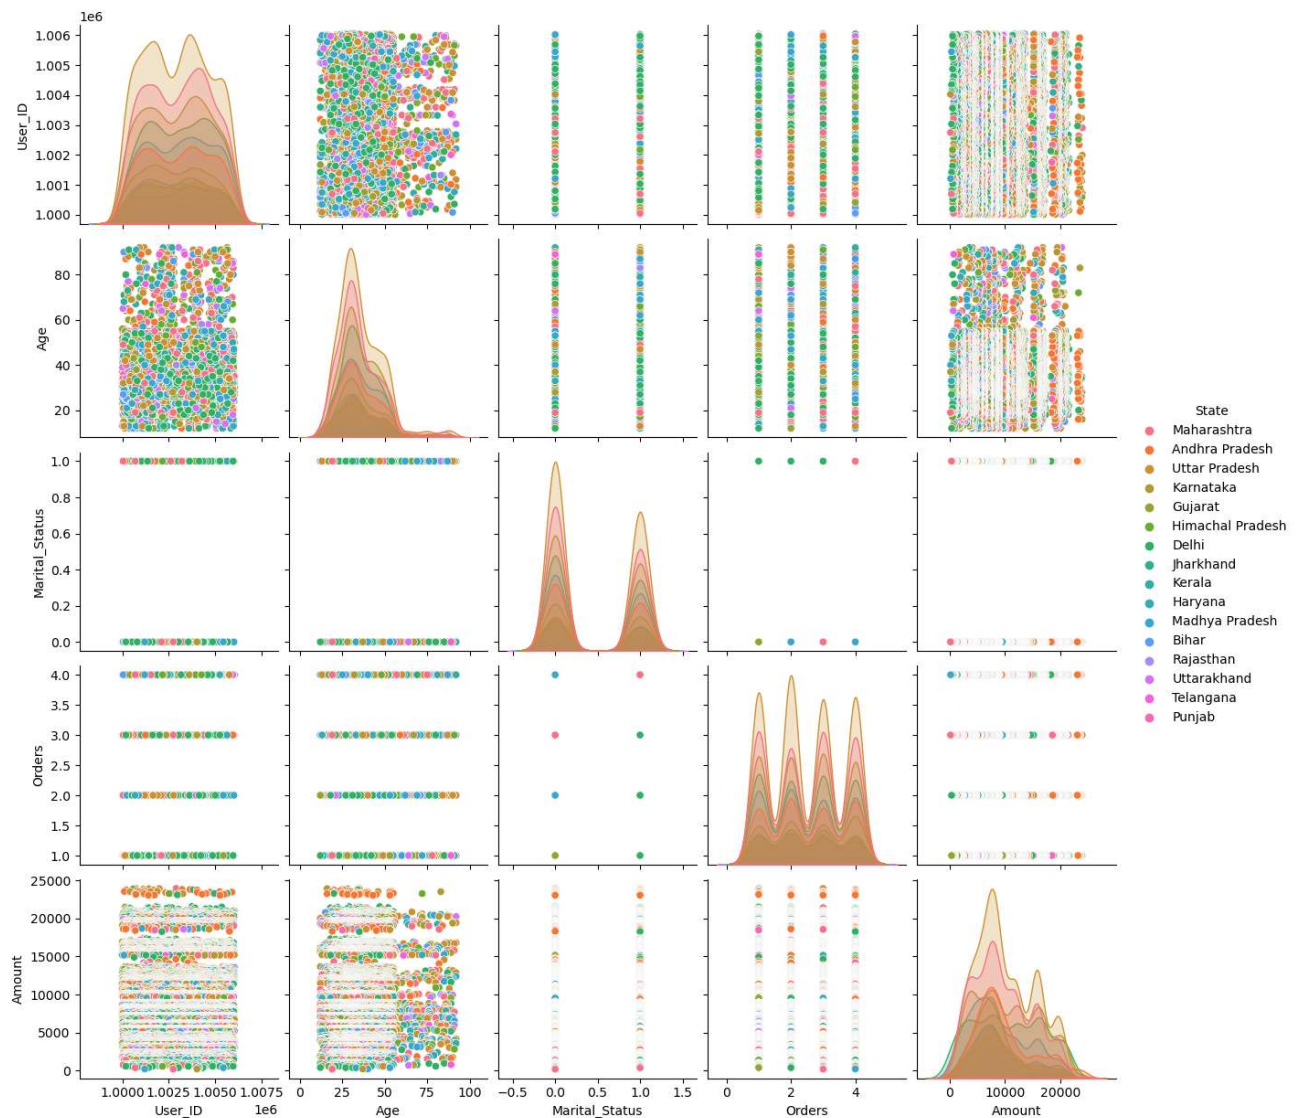 1e6
1.006
1.005
1.004
1.003
1.002
1.001
1.000
User_ID
80
60
40
20
Age
1.0
0.8
0.6
0.4
0.2
0.0
Marital_Status
4.0
3.5
3.0
2.5
2.0
1.5
1.0
Orders
25000
20000
15000
10000
5000
0
Amount
1.0000 1.0025 1.0050 1.0075
User_ID 1e6
0 25 50 75 100
Age
−0.5 0.0 0.5 1.0 1.5
Marital_Status
0 2 4
Orders
0 10000 20000
Amount
State
Maharashtra
Andhra Pradesh
Uttar Pradesh
Karnataka
Gujarat
Himachal Pradesh
Delhi
Jharkhand
Kerala
Haryana
Madhya Pradesh
Bihar
Rajasthan
Uttarakhand
Telangana
Punjab